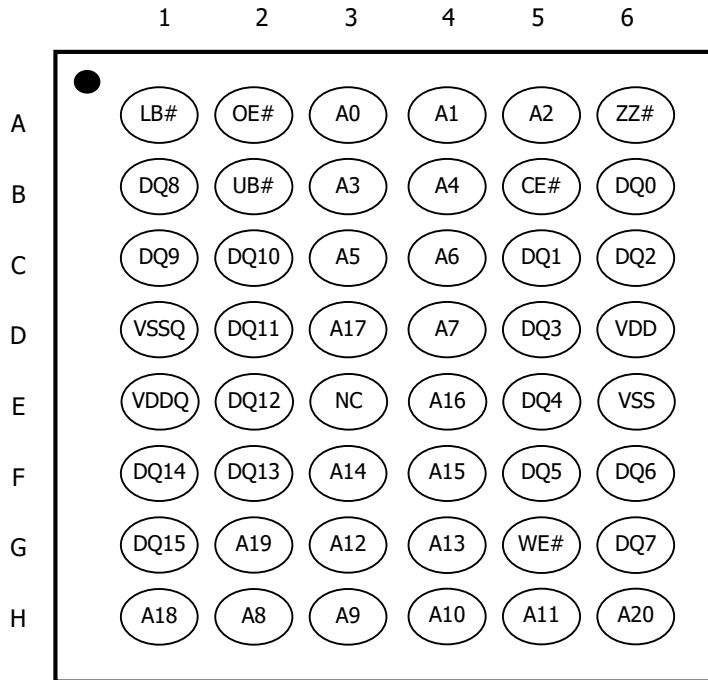 1 2 3 4 5 6
A LB# OE# A0 A1 A2 ZZ#
B DQ8 UB# A3 A4 CE# DQ0
C DQ9 DQ10 A5 A6 DQ1 DQ2
D VSSQ DQ11 A17 A7 DQ3 VDD
E VDDQ DQ12 NC A16 DQ4 VSS
F DQ14 DQ13 A14 A15 DQ5 DQ6
G DQ15 A19 A12 A13 WE# DQ7
H A18 A8 A9 A10 A11 A20